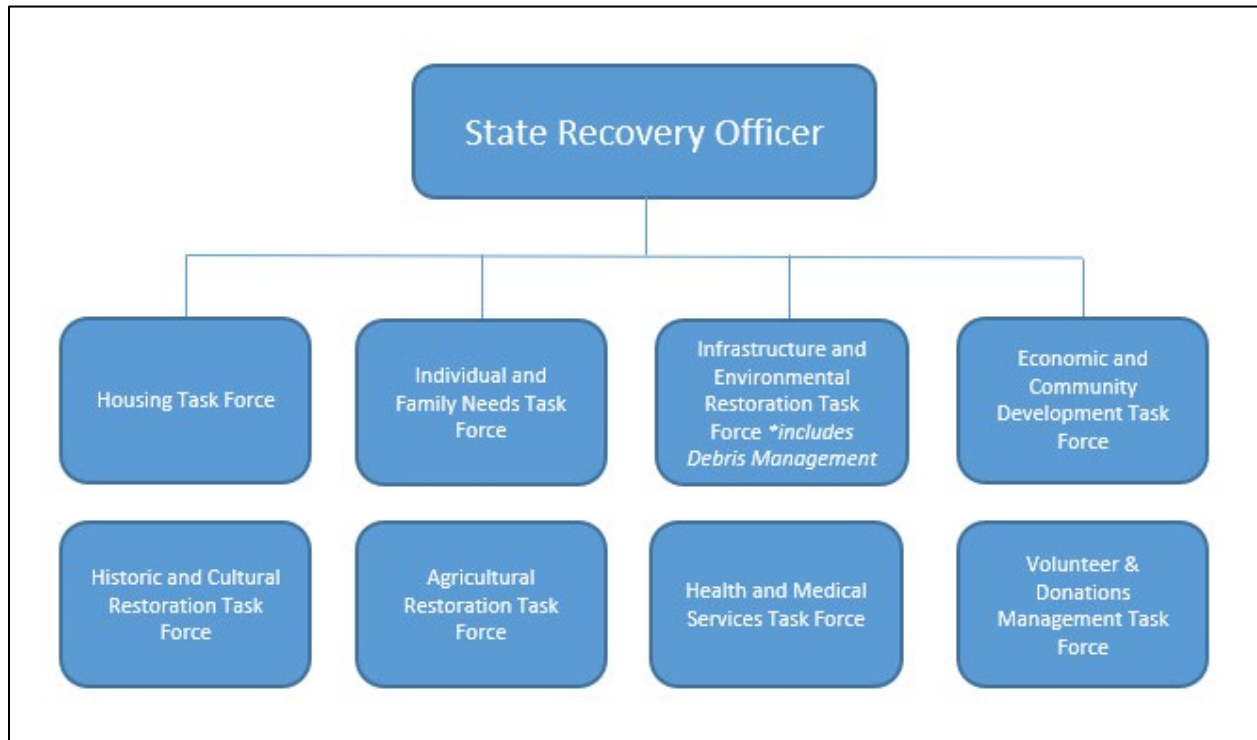 State Recovery Officer
Housing Task Force
Individual and
Family Needs Task
Force
Infrastructure and
Environmental
Restoration Task
Force *includes
Debris Management
Economic and
Community
Development Task
Force
Historic and Cultural
Restoration Task
Force
Agricultural
Restoration Task
Force
Health and Medical
Services Task Force
Volunteer &
Donations
Management Task
Force